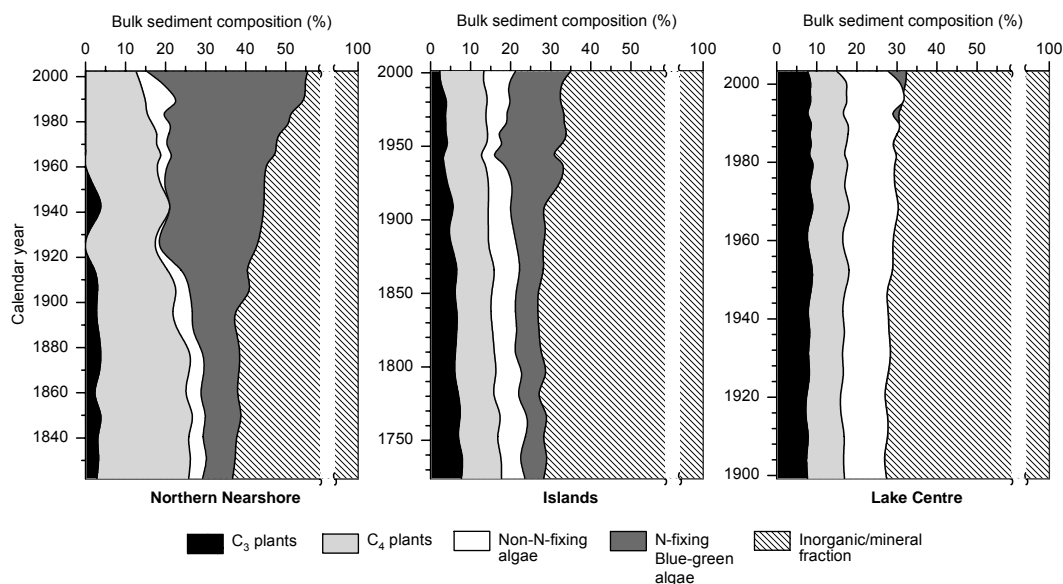 Bulk sediment composition (%)
0 10 20 30 40 50 100
Calendar year
2000
1980
1960
1940
1920
1900
1880
1860
1840
Northern Nearshore
Bulk sediment composition (%)
0 10 20 30 40 50 100
2000
1950
1900
1850
1800
1750
Islands
Bulk sediment composition (%)
0 10 20 30 40 50 100
2000
1980
1960
1940
1920
1900
Lake Centre
C₃ plants
C₄ plants
Non-N-fixing
algae
N-fixing
Blue-green
algae
Inorganic/mineral
fraction